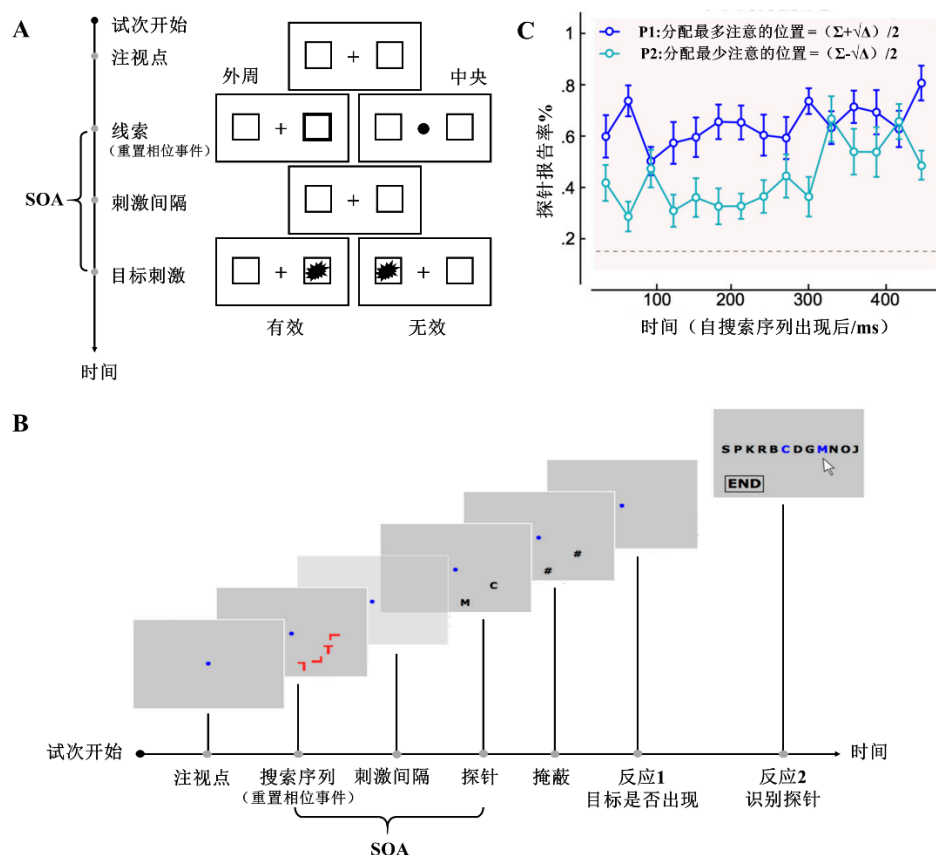 A
试次开始
注视点
外周
中央
线索
（重置相位事件）
SOA
刺激间隔
目标刺激
有效
无效
时间
C
P1:分配最多注意的位置＝（Σ+√Δ）/2
P2:分配最少注意的位置＝（Σ-√Δ）/2
探针报告率%
1
.8
.6
.4
.2
100
200
300
400
时间（自搜索序列出现后/ms）
B
S P K R B C D G M N O J
END
#
#
C
M
T
试次开始
时间
注视点
搜索序列
（重置相位事件）
刺激间隔
探针
掩蔽
反应1
目标是否出现
反应2
识别探针
SOA